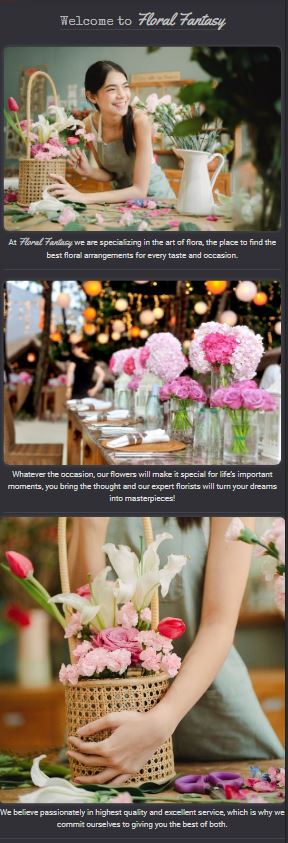 Welcome to Floral Fantasy
At Floral Fantasy we are specializing in the art of flora, the place to find the
best floral arrangements for every taste and occasion.
Whatever the occasion, our flowers will make it special for life's important
moments, you bring the thought and our expert florists will turn your dreams
into masterpieces!
We believe passionately in highest quality and excellent service, which is why we
commit ourselves to giving you the best of both.